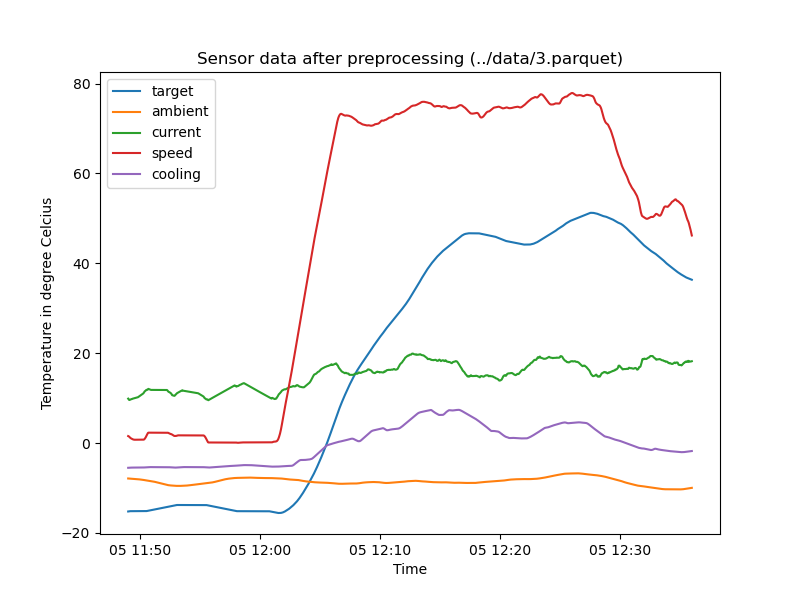 Sensor data after preprocessing (../data/3.parquet)
target
ambient
current
speed
cooling
Temperature in degree Celcius
80
60
40
20
0
−20
05 11:50
05 12:00
05 12:10
05 12:20
05 12:30
Time